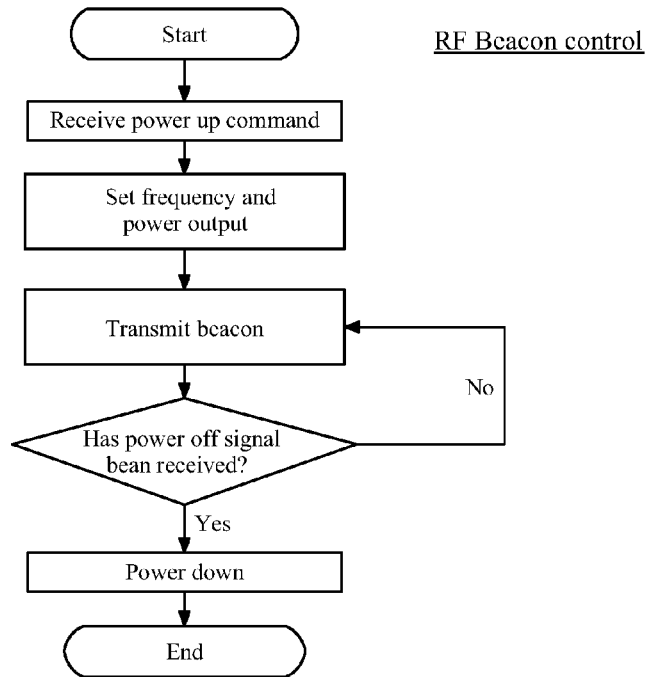 Start
RF Beacon control
Receive power up command
Set frequency and
power output
Transmit beacon
No
Has power off signal
bean received?
Yes
Power down
End